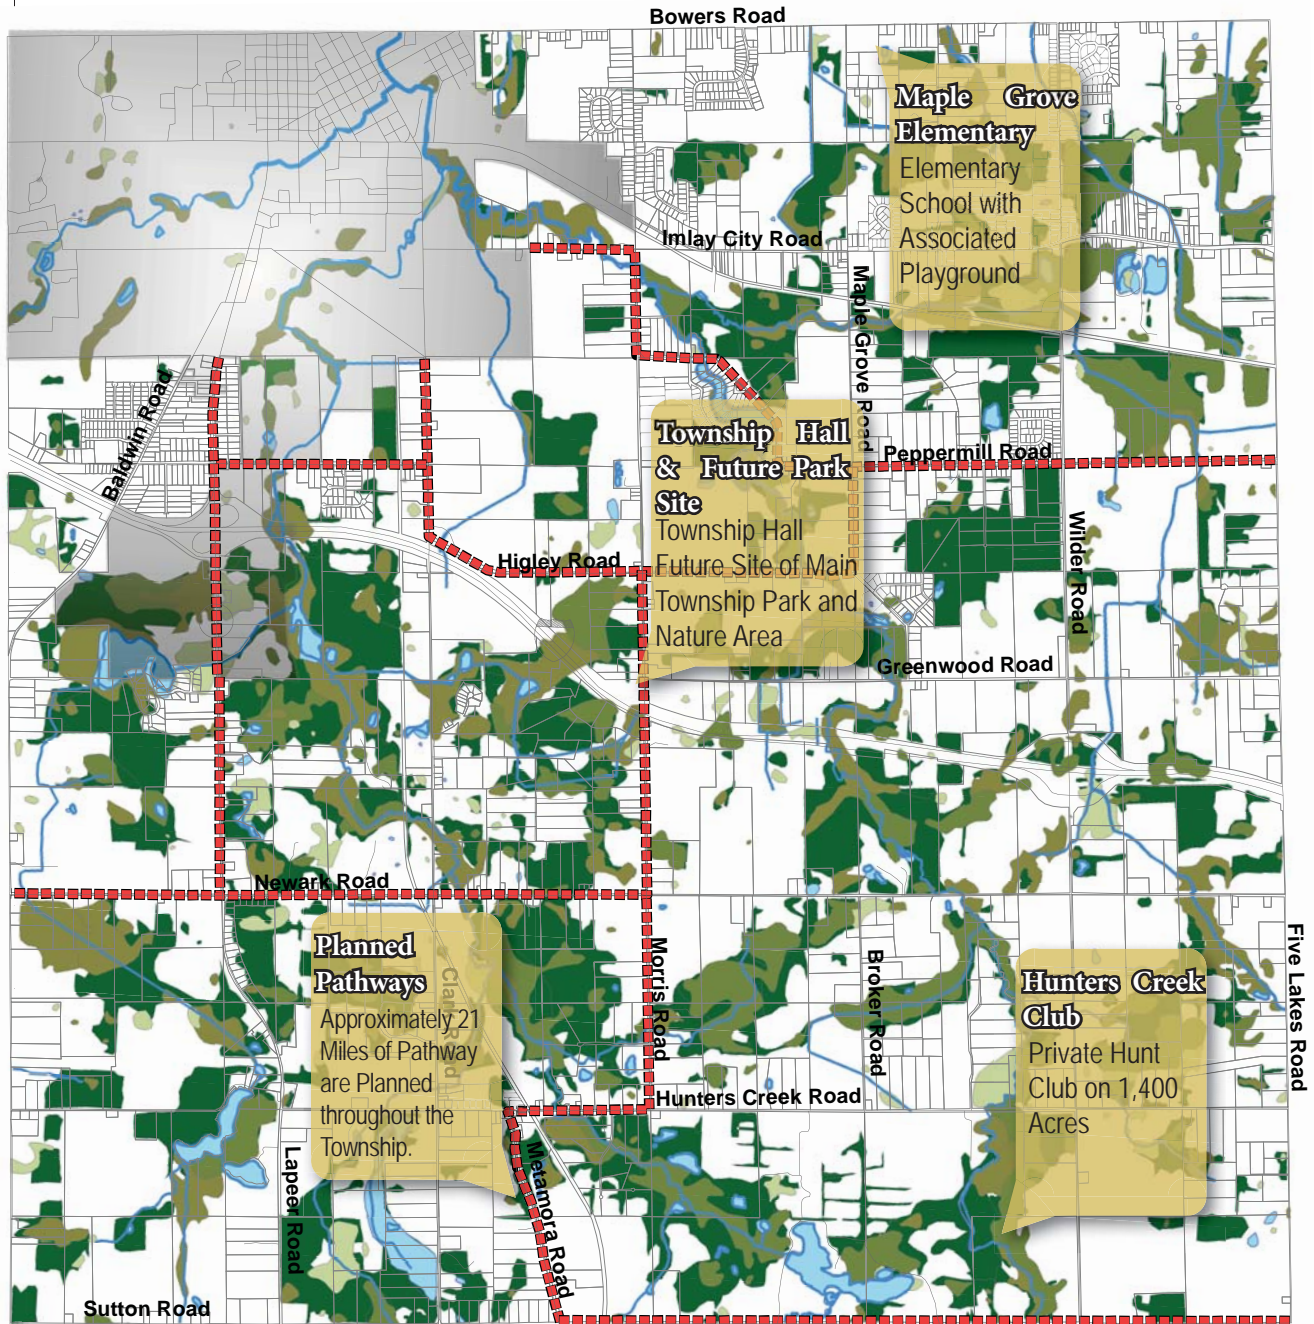 Bowers Road
Maple Grove
Elementary
Elementary
School with
Associated
Playground
Imlay City Road
Maple Grove Road
Baldwin Road
Township Hall
& Future Park
Site
Township Hall
Future Site of Main
Township Park and
Nature Area
Peppermill Road
Wilder Road
Higley Road
Greenwood Road
Newark Road
Planned
Pathways
Approximately 21
Miles of Pathway
are Planned
throughout the
Township.
Clark Road
Morris Road
Broker Road
Hunters Creek
Club
Private Hunt
Club on 1,400
Acres
Five Lakes Road
Hunters Creek Road
Lapeer Road
Metamora Road
Sutton Road